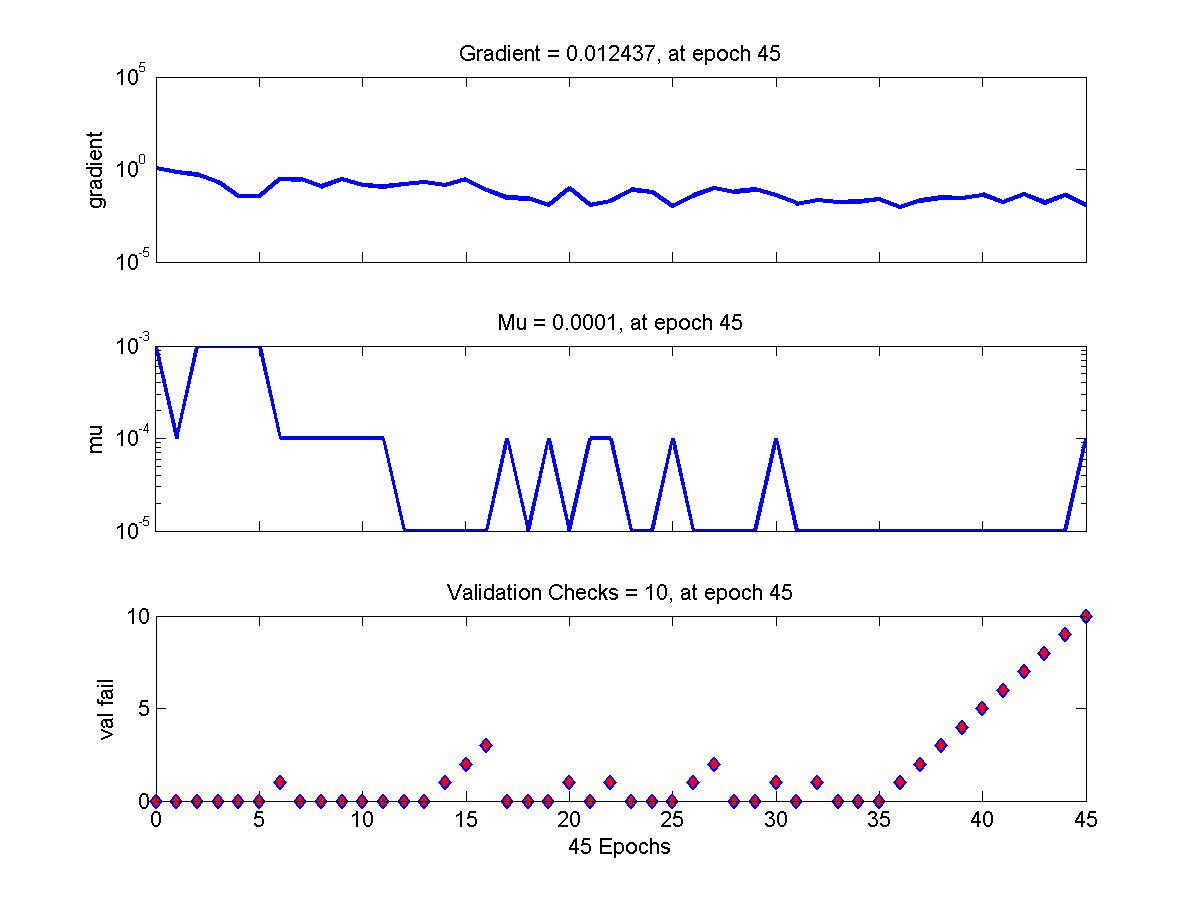 Gradient = 0.012437, at epoch 45
10^5
10^0
10^-5
gradient
Mu = 0.0001, at epoch 45
10^-3
10^-4
10^-5
mu
Validation Checks = 10, at epoch 45
10
5
0
val fail
0 5 10 15 20 25 30 35 40 45
45 Epochs